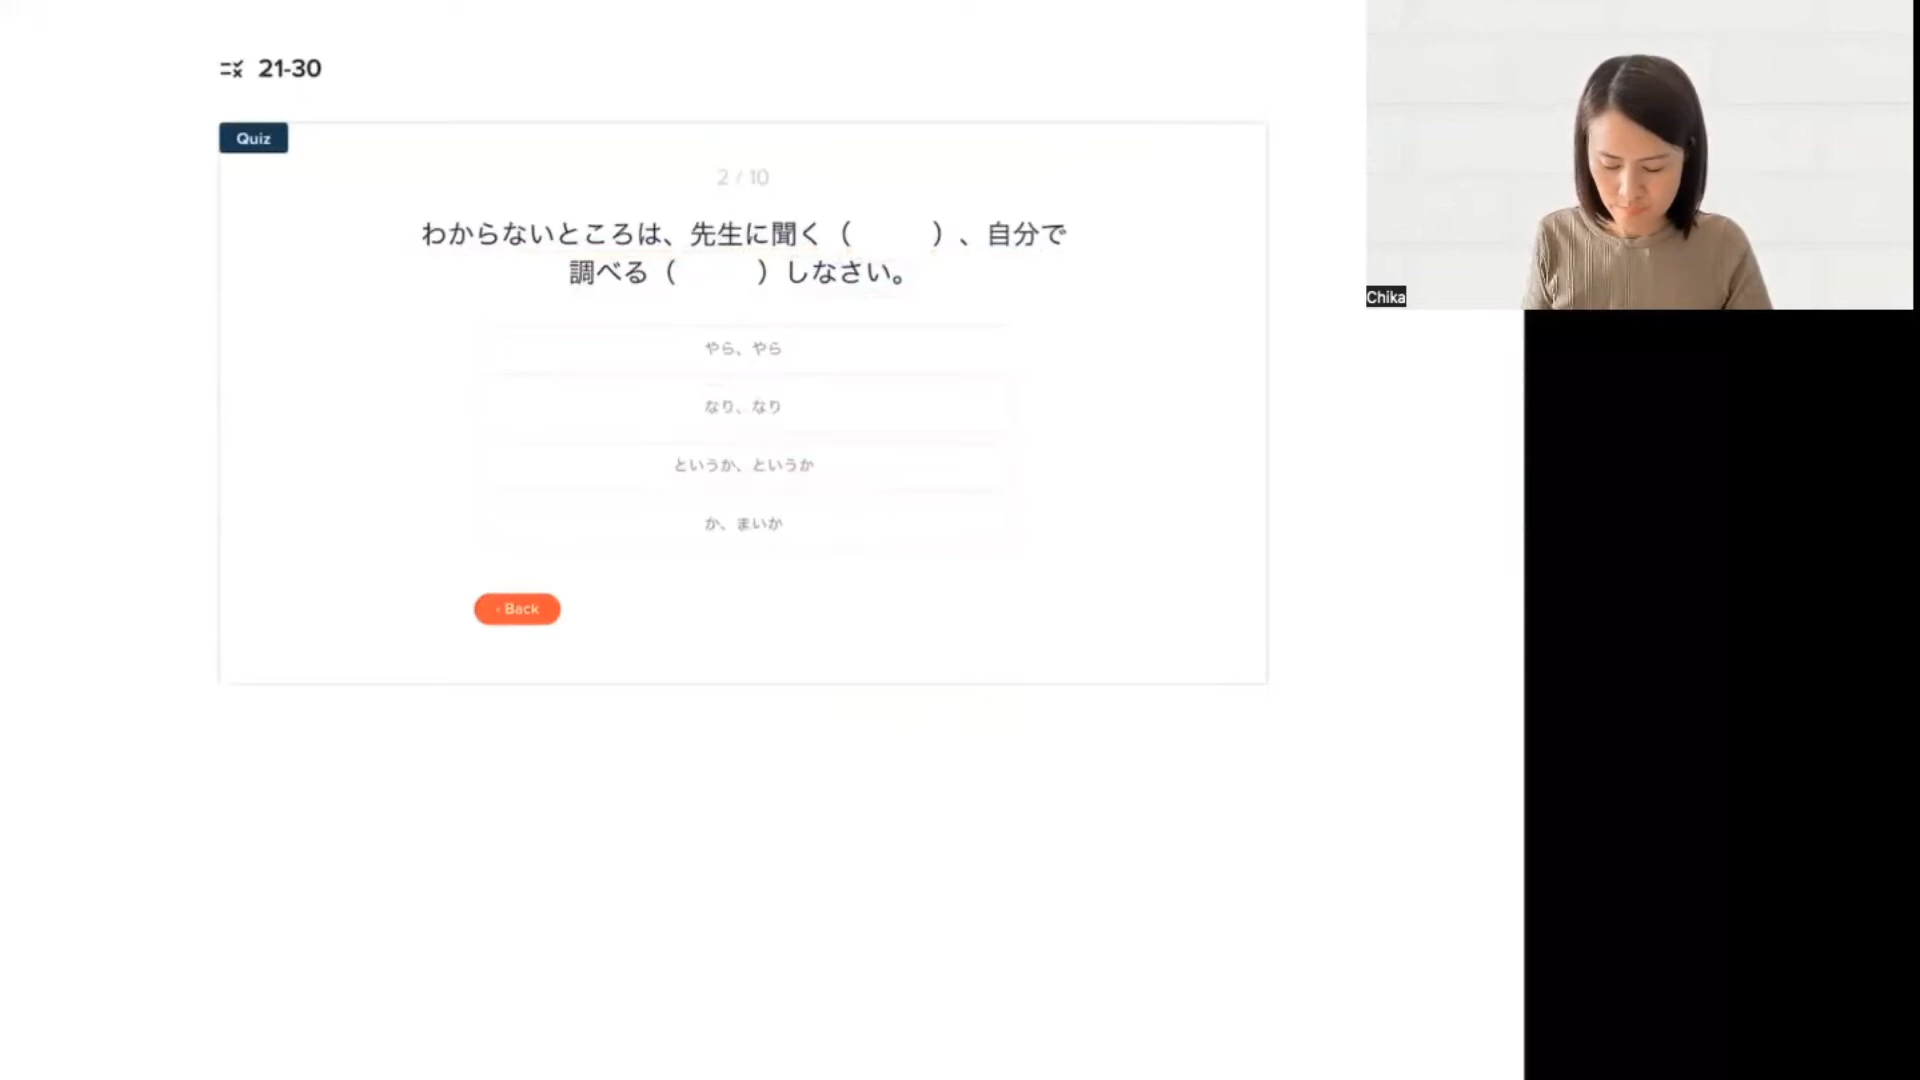 21-30
Quiz
2 / 10
わからないところは、先生に聞く（　　　）、自分で
調べる（　　　）しなさい。
やら、やら
なり、なり
というか、というか
か、まいか
‹ Back
Chika